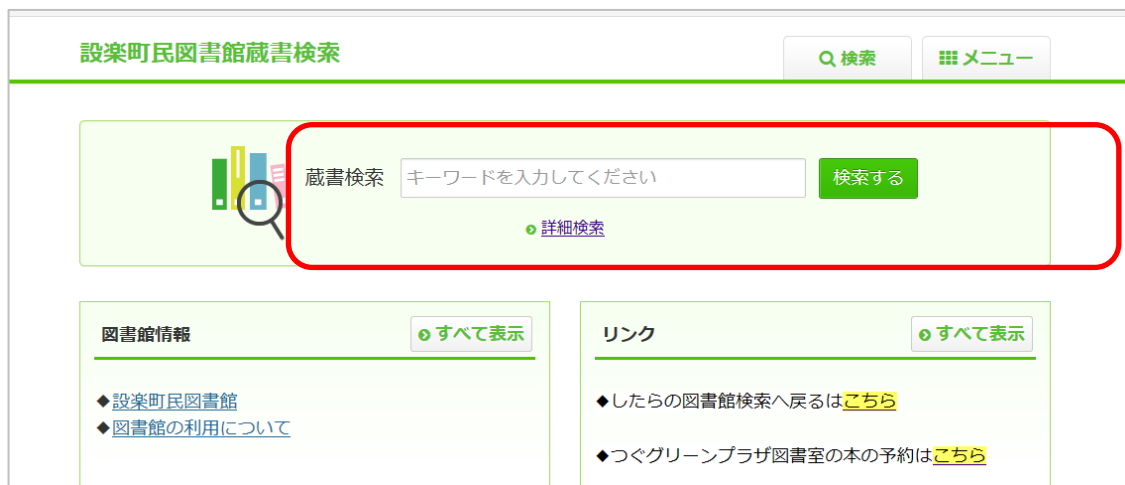 設楽町民図書館蔵書検索
検索
メニュー
蔵書検索
キーワードを入力してください
検索する
詳細検索
図書館情報
すべて表示
◆設楽町民図書館
◆図書館の利用について
リンク
すべて表示
◆したらの図書館検索へ戻るはこちら
◆つぐグリーンプラザ図書室の本の予約はこちら